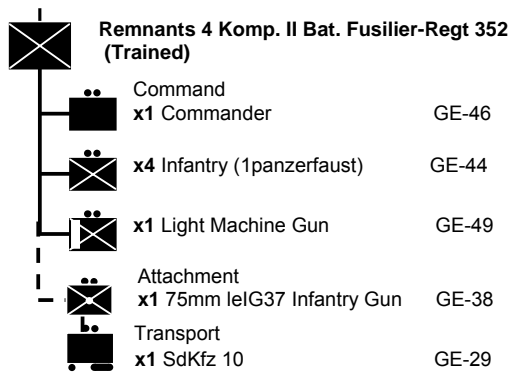 Remnants 4 Komp. II Bat. Fusilier-Regt 352
(Trained)
Command
x1 Commander GE-46
x4 Infantry (1panzerfaust) GE-44
x1 Light Machine Gun GE-49
Attachment
x1 75mm leIG37 Infantry Gun GE-38
Transport
x1 SdKfz 10 GE-29